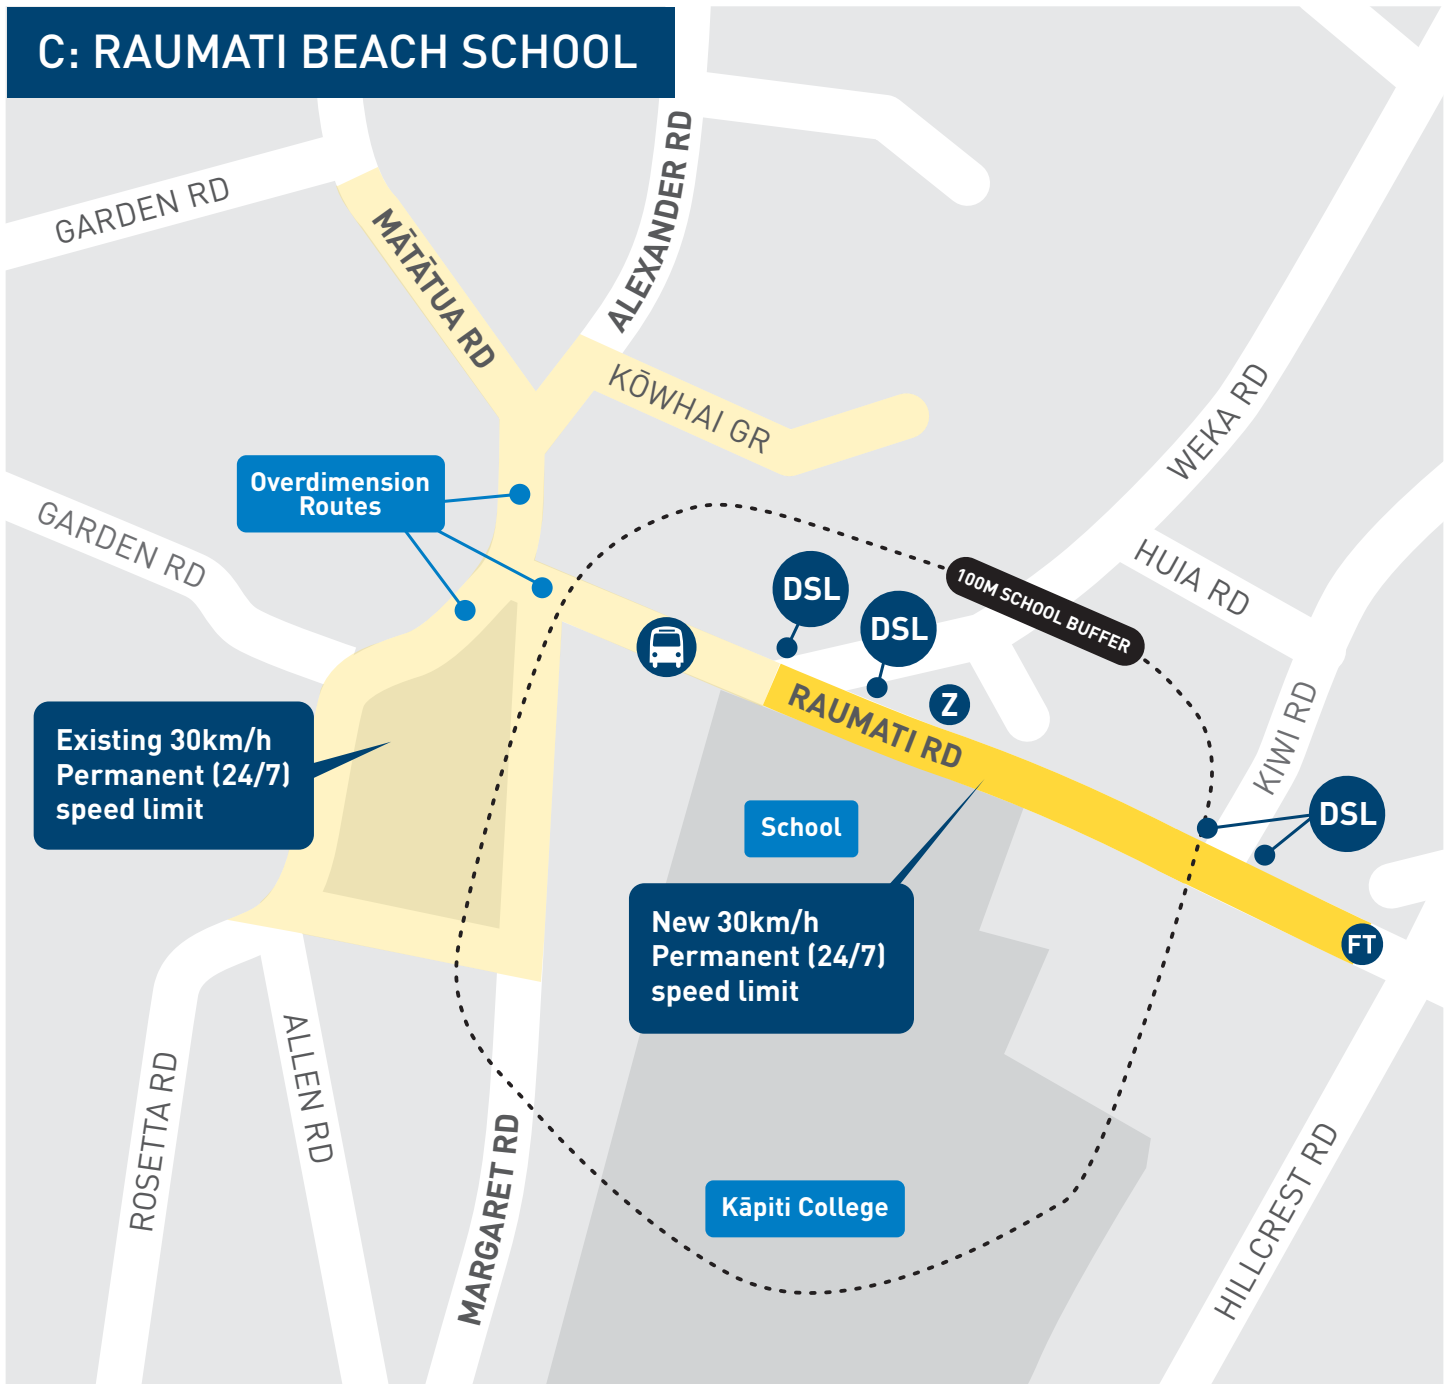 C: RAUMATI BEACH SCHOOL
GARDEN RD
MĀTĀTUA RD
ALEXANDER RD
KŌWHAI GR
WEKA RD
Overdimension
Routes
GARDEN RD
HUIA RD
100M SCHOOL BUFFER
DSL
DSL
Z
RAUMATI RD
KIWI RD
Existing 30km/h
Permanent (24/7)
speed limit
School
DSL
New 30km/h
Permanent (24/7)
speed limit
FT
ROSETTA RD
ALLEN RD
MARGARET RD
Kāpiti College
HILLCREST RD